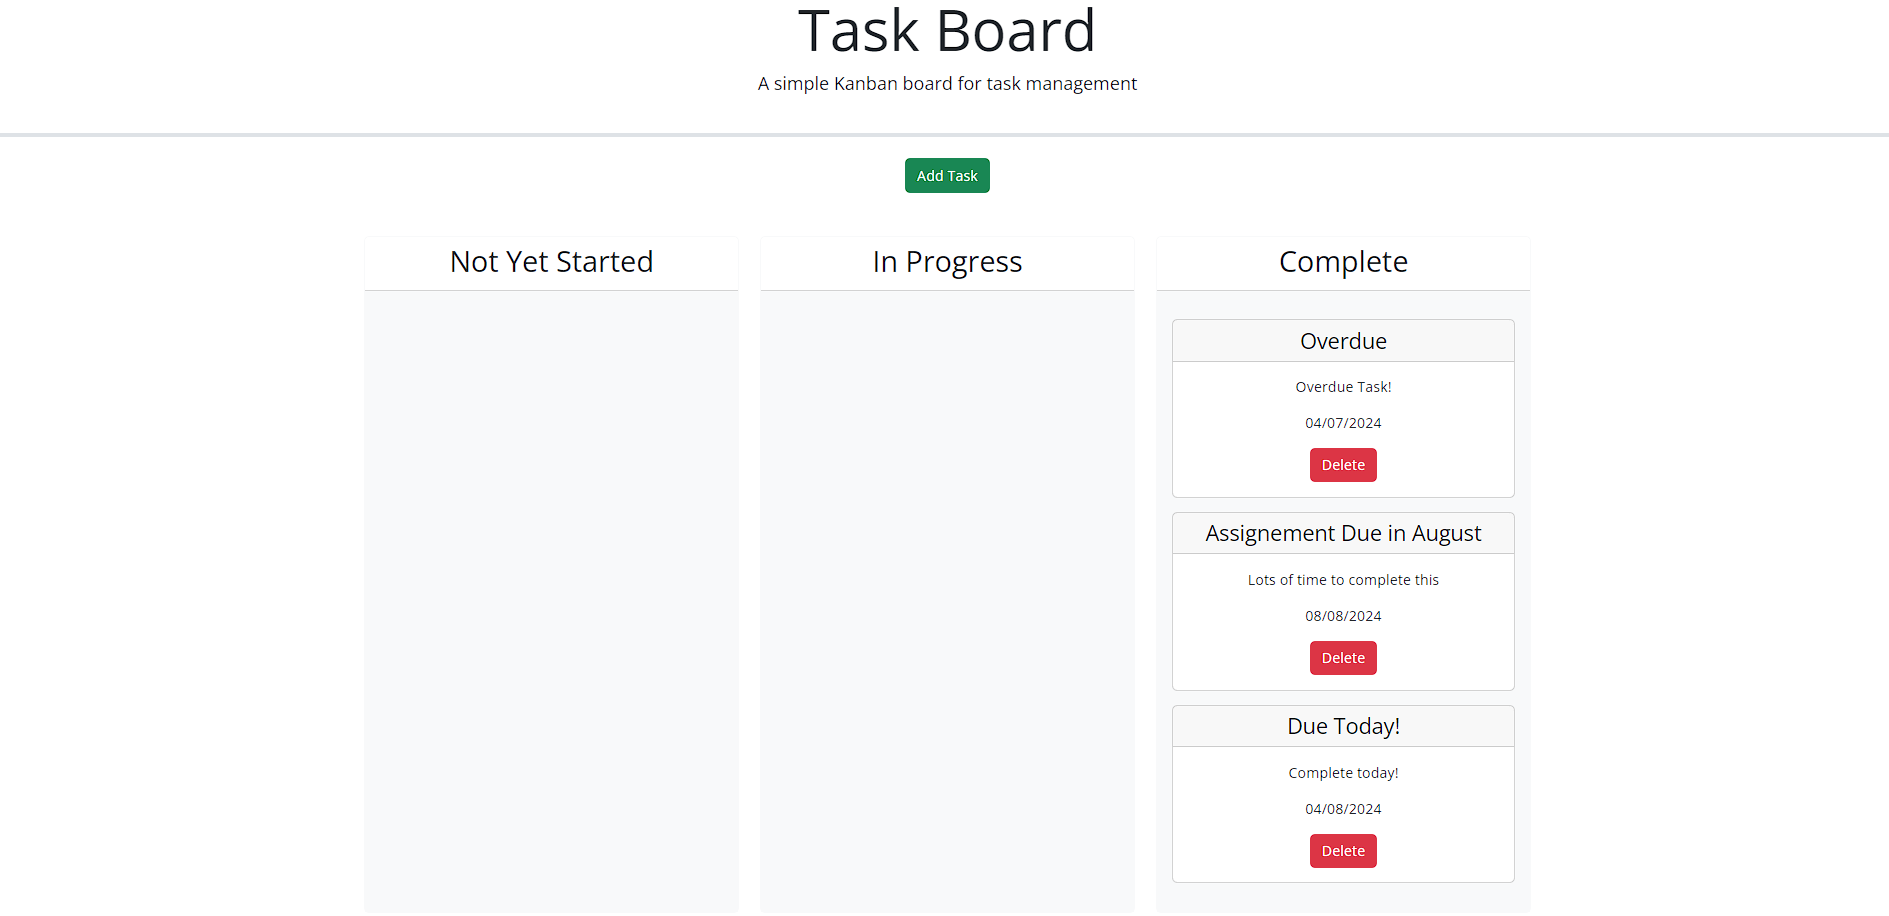 Task Board
A simple Kanban board for task management
Add Task
Not Yet Started
In Progress
Complete
Overdue
Overdue Task!
04/07/2024
Delete
Assignement Due in August
Lots of time to complete this
08/08/2024
Delete
Due Today!
Complete today!
04/08/2024
Delete